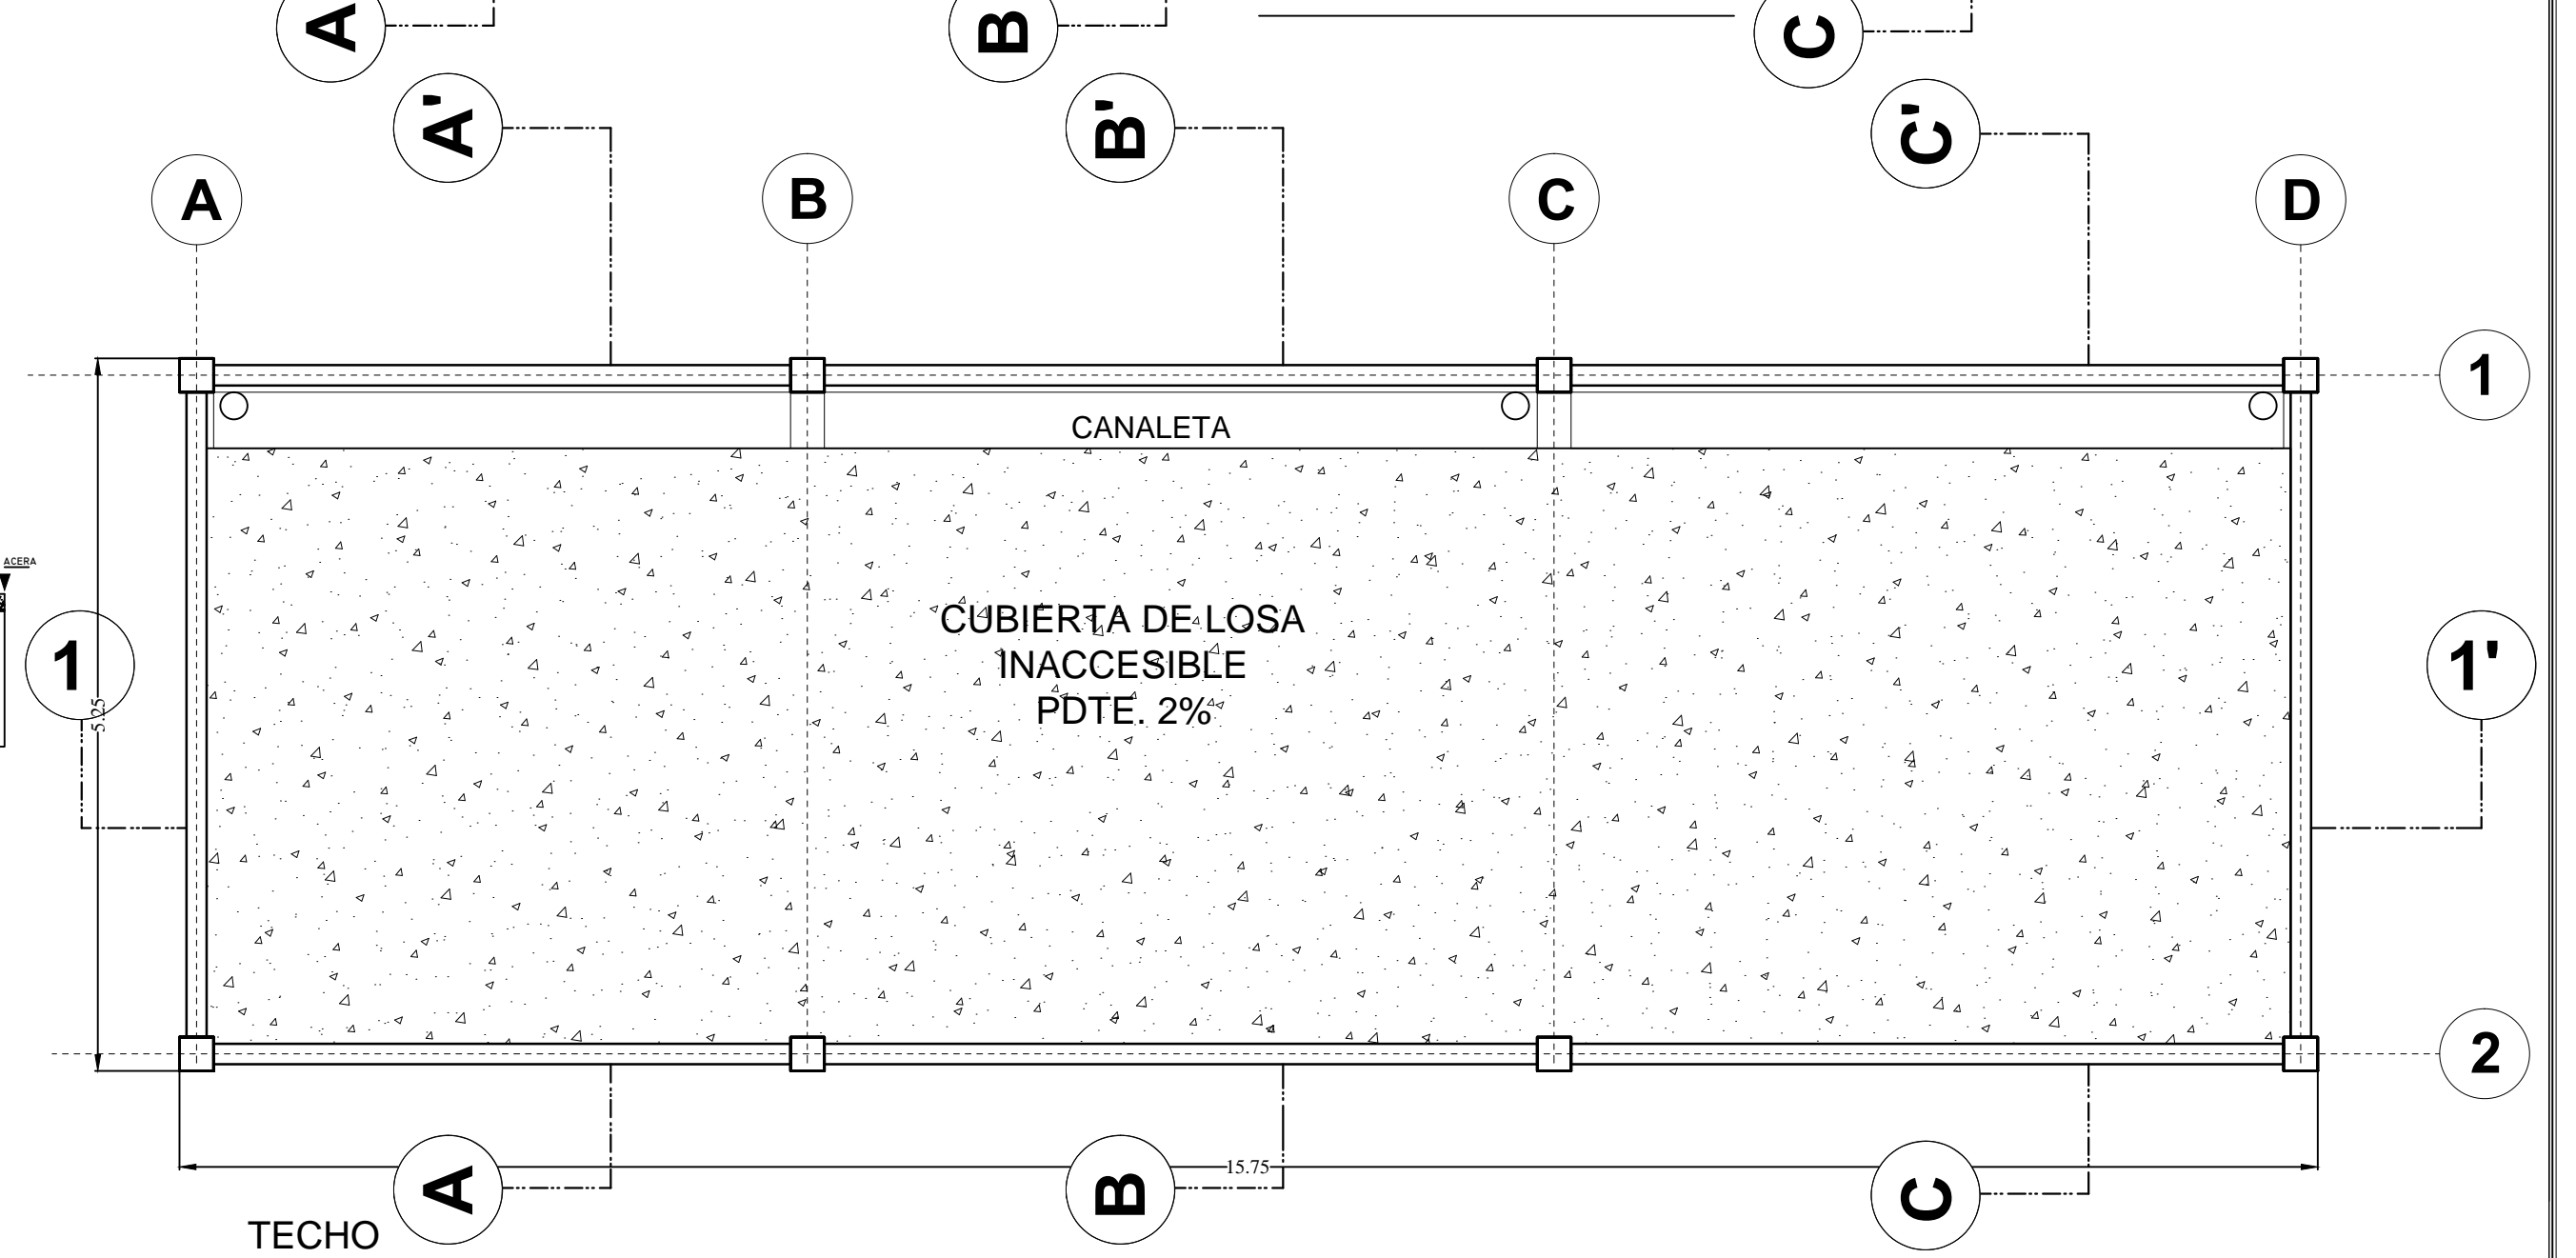 A
B
C
A'
B'
C'
A
B
C
D
1
CANALETA
ACERA
CUBIERTA DE LOSA
INACCESIBLE
PDTE. 2%
1
1'
5.25
2
15.75
A
B
C
TECHO